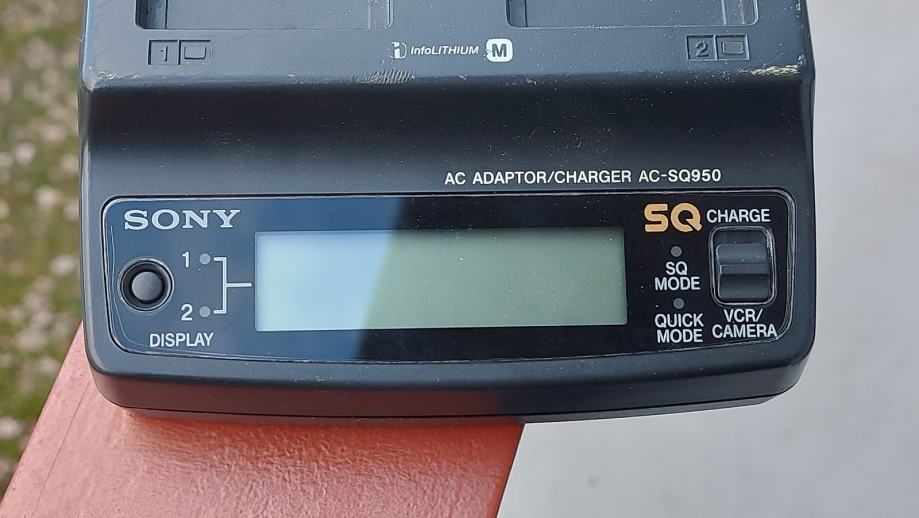 1
InfoLITHIUM M
2
AC ADAPTOR/CHARGER AC-SQ950
SONY
SQ CHARGE
1
2
DISPLAY
SQ
MODE
QUICK
MODE
VCR/
CAMERA